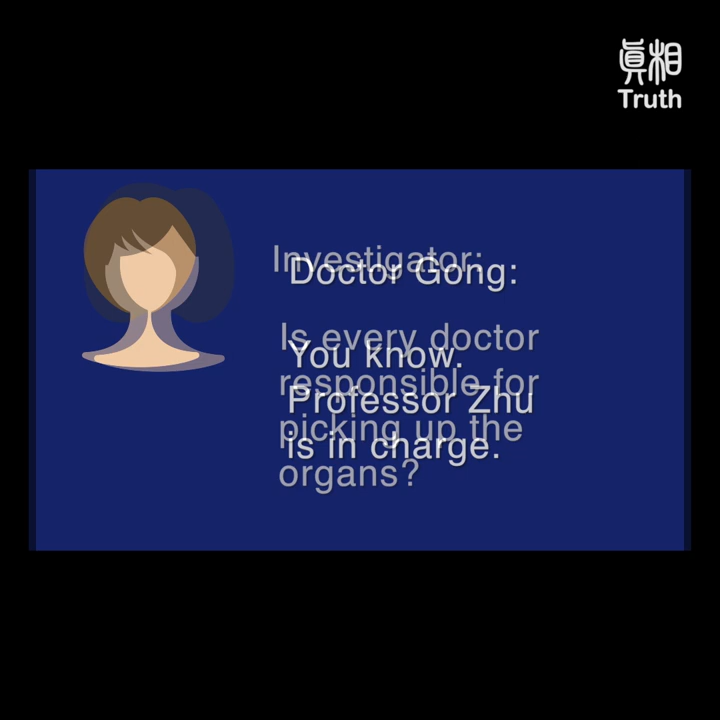 眞相
Truth
Investigator:
Is every doctor
responsible for
picking up the
organs?
Doctor Gong:
You know.
Professor Zhu
is in charge.